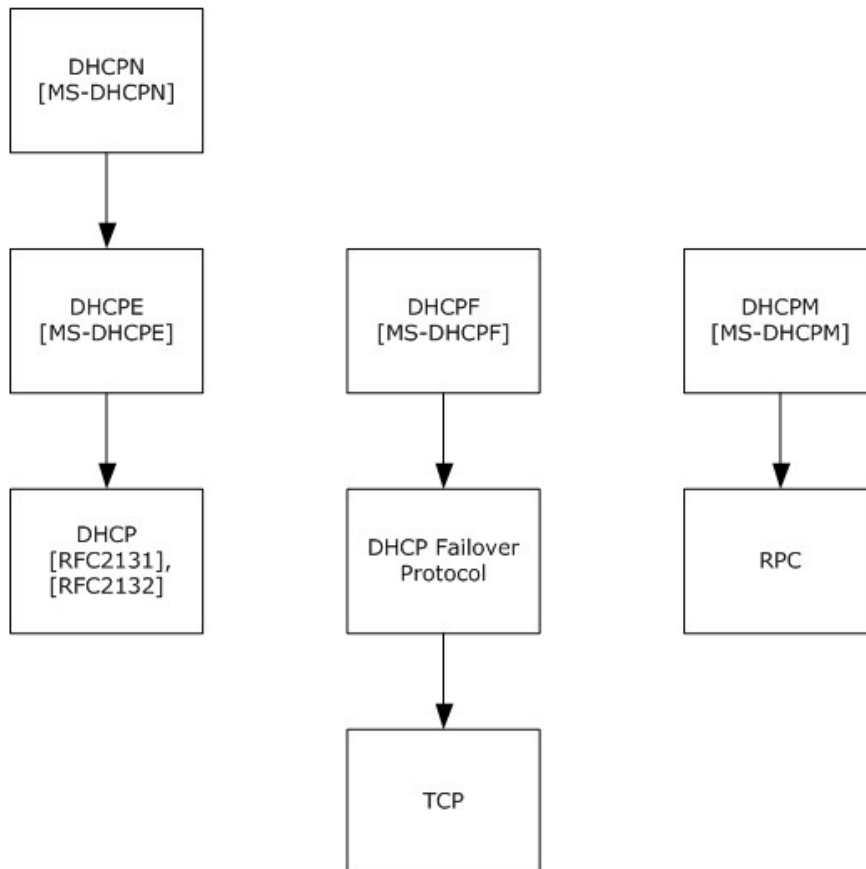 DHCPN
[MS-DHCPN]
DHCPE
[MS-DHCPE]
DHCPF
[MS-DHCPF]
DHCPM
[MS-DHCPM]
DHCP
[RFC2131],
[RFC2132]
DHCP Failover
Protocol
RPC
TCP